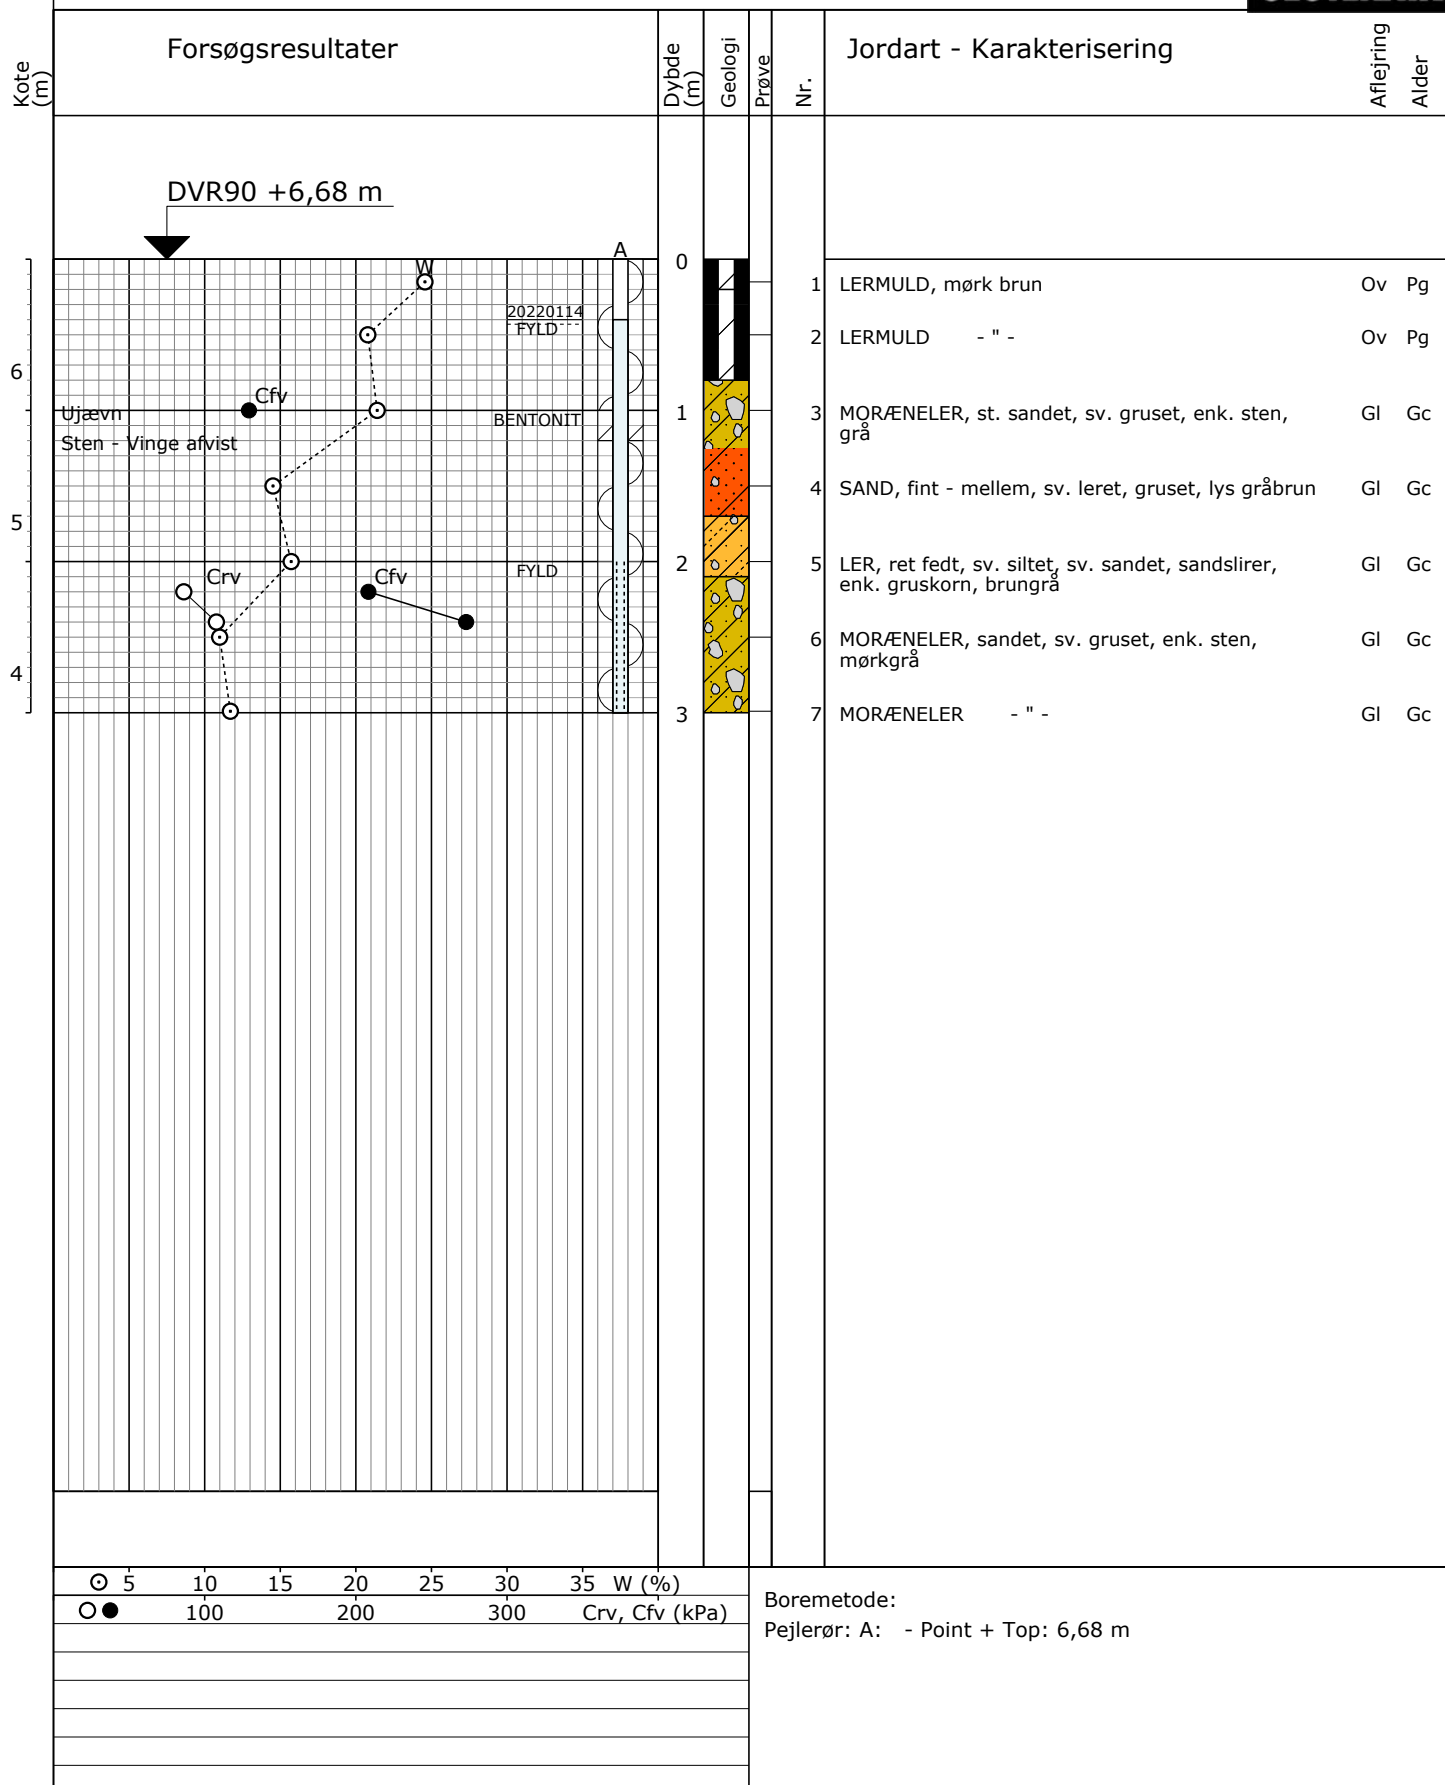 Kote (m)
Forsøgsresultater
Dybde (m)
Geologi
Prøve
Nr.
Jordart - Karakterisering
Aflejring
Alder
DVR90 +6,68 m
A
W
0
1 LERMULD, mørk brun Ov Pg
20220114
FYLD
2 LERMULD - " - Ov Pg
6
Cfv
Ujævn
BENTONIT
1
3 MORÆNELER, st. sandet, sv. gruset, enk. sten, Gl Gc
grå
Sten - Vinge afvist
4 SAND, fint - mellem, sv. leret, gruset, lys gråbrun Gl Gc
5
2
5 LER, ret fedt, sv. siltet, sv. sandet, sandslirer, Gl Gc
enk. gruskorn, brungrå
FYLD
Crv
Cfv
6 MORÆNELER, sandet, sv. gruset, enk. sten, Gl Gc
mørkgrå
4
3
7 MORÆNELER - " - Gl Gc
5 10 15 20 25 30 35 W (%)
100 200 300 Crv, Cfv (kPa)
Boremetode:
Pejlerør: A: - Point + Top: 6,68 m